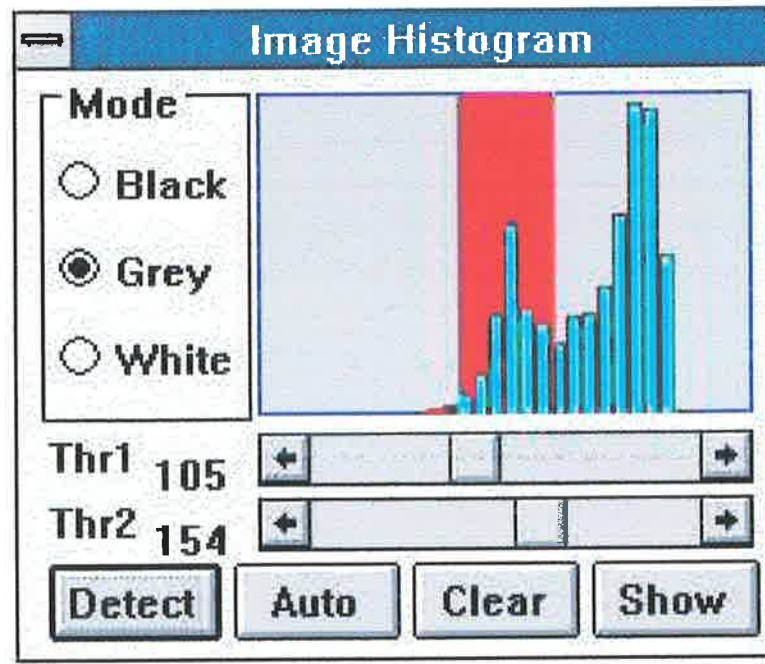 Image Histogram
Mode
Black
Grey
White
Thr1 105
Thr2 154
Detect Auto Clear Show